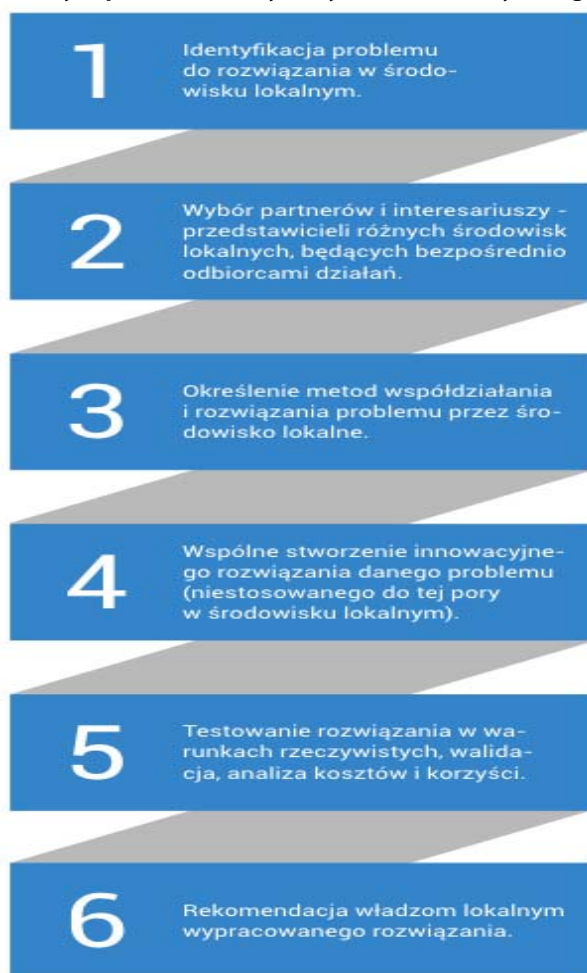 1
Identyfikacja problemu
do rozwiązania w środo-
wisku lokalnym.
2
Wybór partnerów i interesariuszy -
przedstawicieli różnych środowisk
lokalnych, będących bezpośrednio
odbiorcami działań.
3
Określenie metod współdziałania
i rozwiązania problemu przez śro-
dowisko lokalne.
4
Wspólne stworzenie innowacyjne-
go rozwiązania danego problemu
(niestosowanego do tej pory
w środowisku lokalnym).
5
Testowanie rozwiązania w wa-
runkach rzeczywistych, walida-
cja, analiza kosztów i korzyści.
6
Rekomendacja władzom lokalnym
wypracowanego rozwiązania.